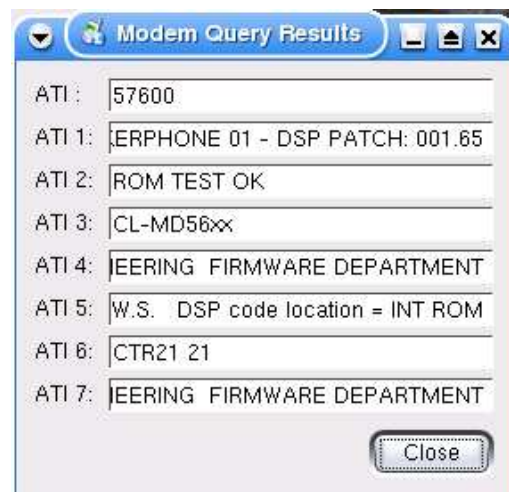 Modem Query Results
ATI : 57600
ATI 1: ERPHONE 01 - DSP PATCH: 001.65
ATI 2: ROM TEST OK
ATI 3: CL-MD56xx
ATI 4: EERING FIRMWARE DEPARTMENT
ATI 5: W.S. DSP code location = INT ROM
ATI 6: CTR21 21
ATI 7: EERING FIRMWARE DEPARTMENT
Close